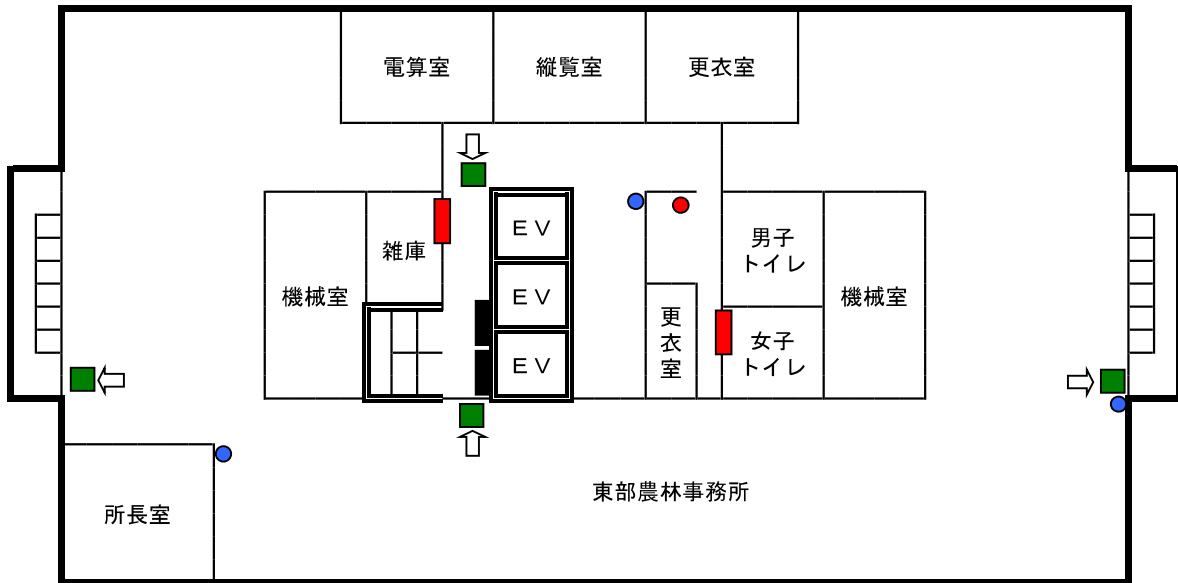 電算室
縦覧室
更衣室
ＥＶ
雑庫
男子
トイレ
機械室
ＥＶ
機械室
更衣室
女子
トイレ
ＥＶ
東部農林事務所
所長室